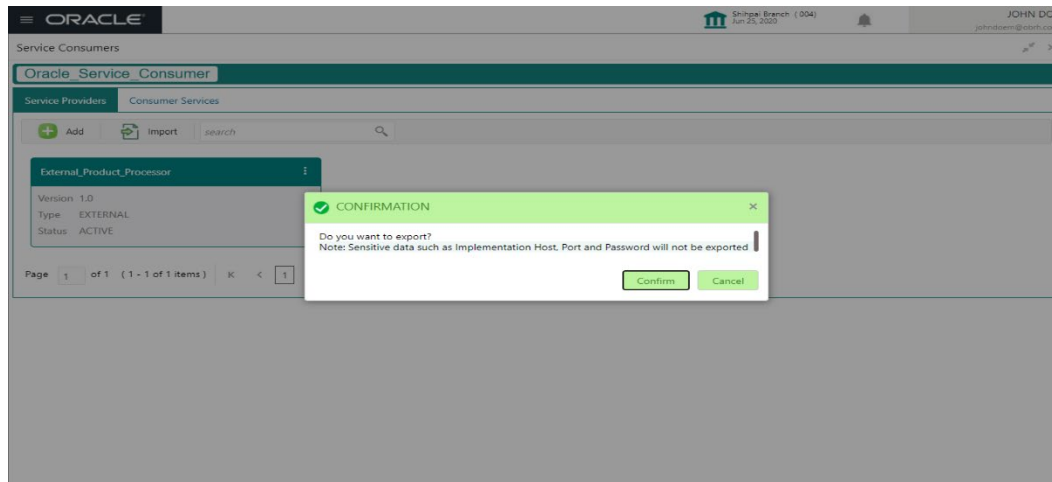 ORACLE
Shihpai Branch ( 004)
Jun 25, 2020
JOHN DO
Service Consumers
Oracle_Service_Consumer
Service Providers Consumer Services
Add Import search
External_Product_Processor
Version 1.0
Type EXTERNAL
Status ACTIVE
CONFIRMATION
Do you want to export?
Note: Sensitive data such as Implementation Host, Port and Password will not be exported
Confirm Cancel
Page 1 of 1 ( 1 - 1 of 1 items ) K < 1